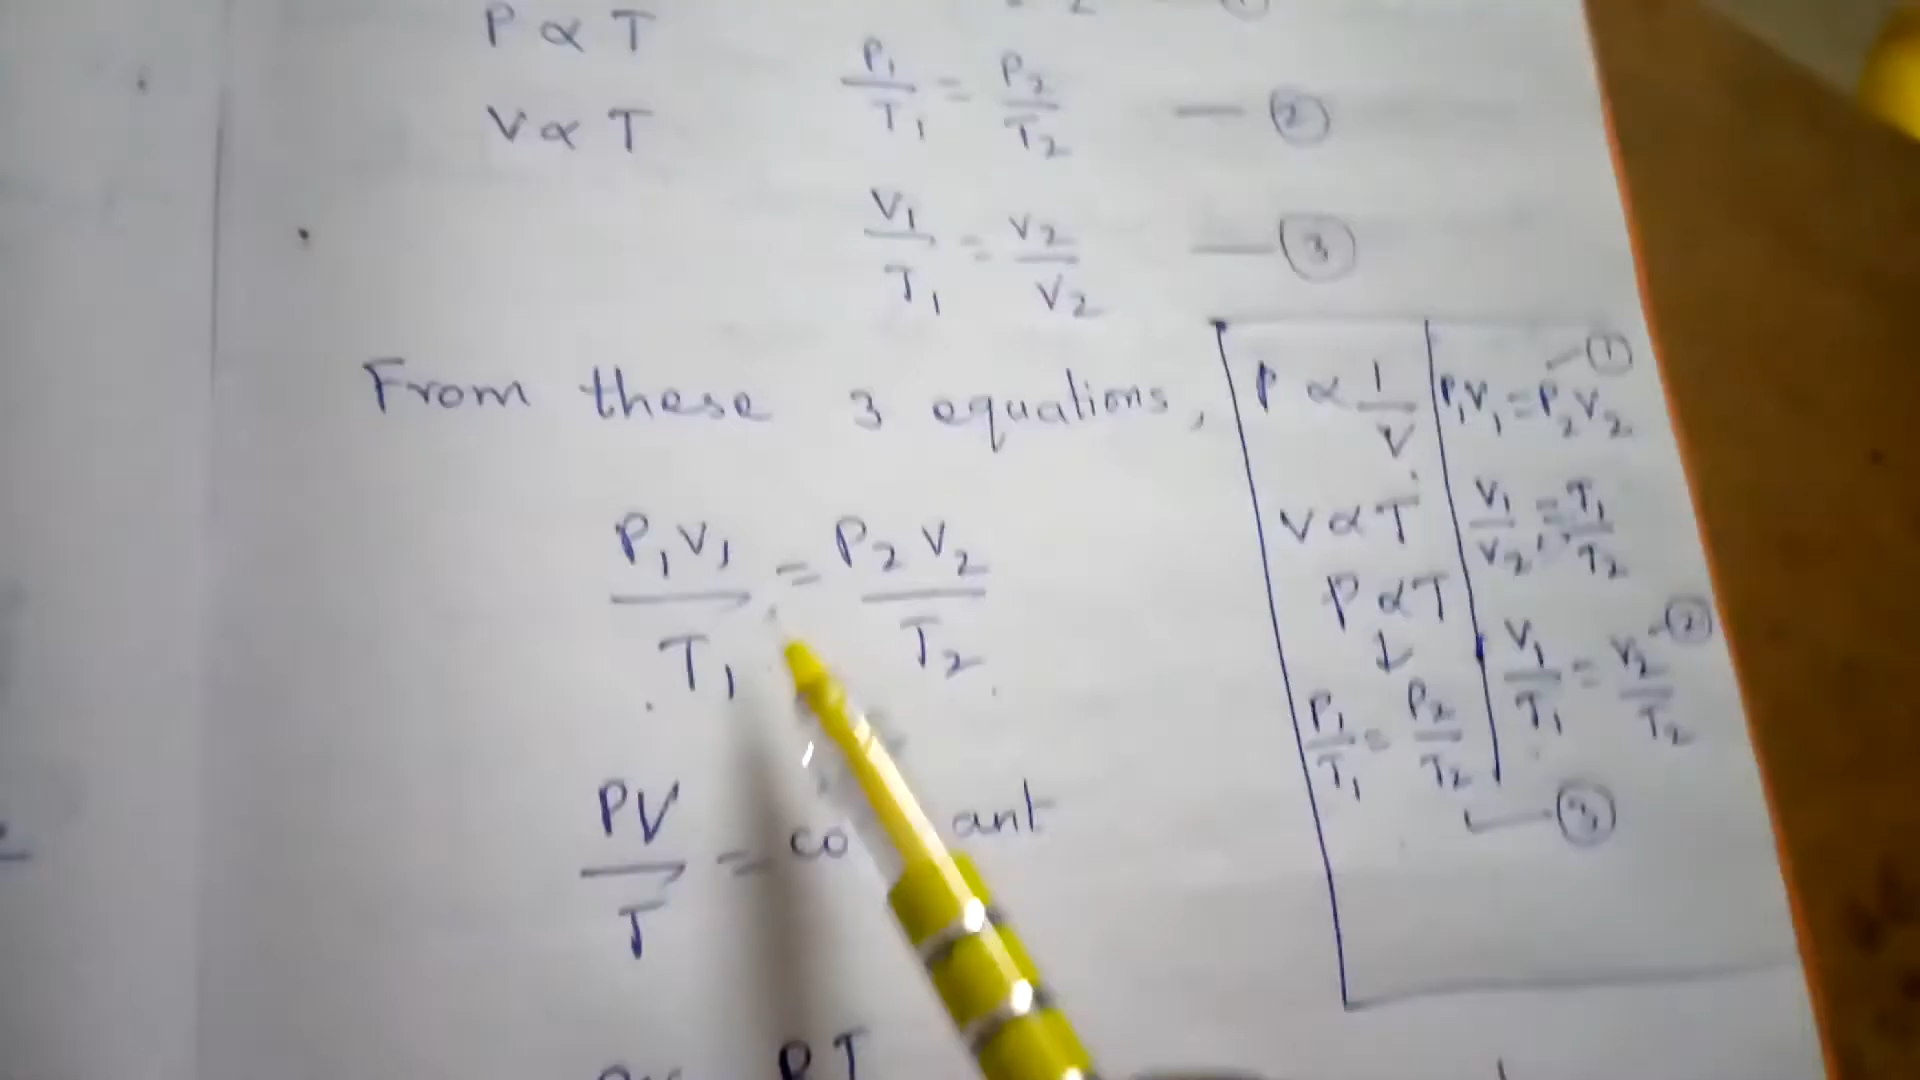 P ∝ T
P₁/T₁ = P₂/T₂ — ②
V ∝ T
V₁/T₁ = V₂/V₂ — ③
From these 3 equations,
P₁V₁/T₁ = P₂V₂/T₂
PV/T = co ant
P ∝ 1/V
V ∝ T
P ∝ T
↓
P₁/T₁ = P₂/T₂ — ③
P₁V₁ = P₂V₂ — ①
V₁/V₂ = T₁/T₂
V₁/T₁ = V₂/T₂ — ②